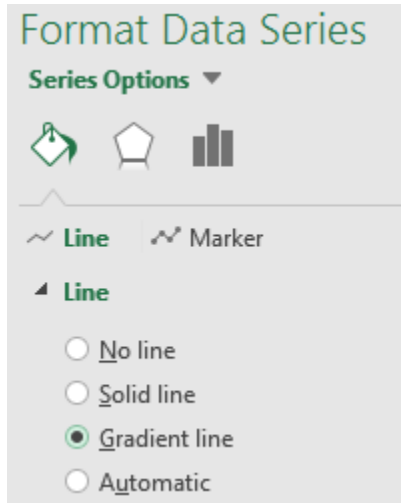 Format Data Series
Series Options
Line Marker
Line
No line
Solid line
Gradient line
Automatic